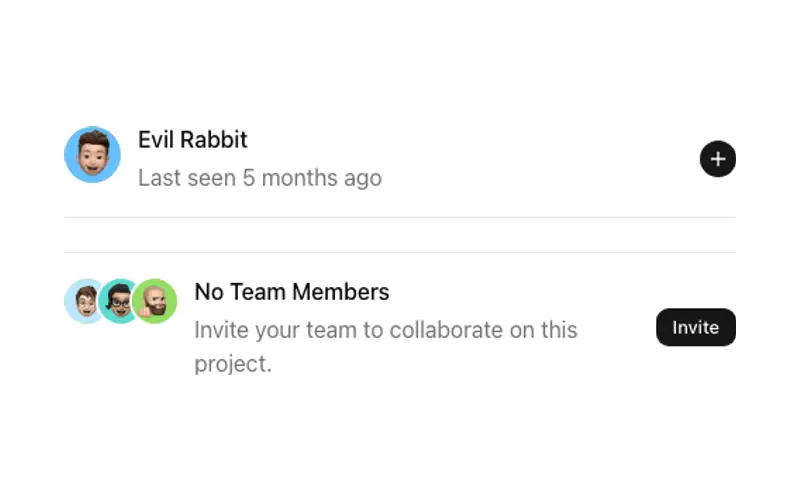 Evil Rabbit
Last seen 5 months ago
No Team Members
Invite your team to collaborate on this
project.
Invite